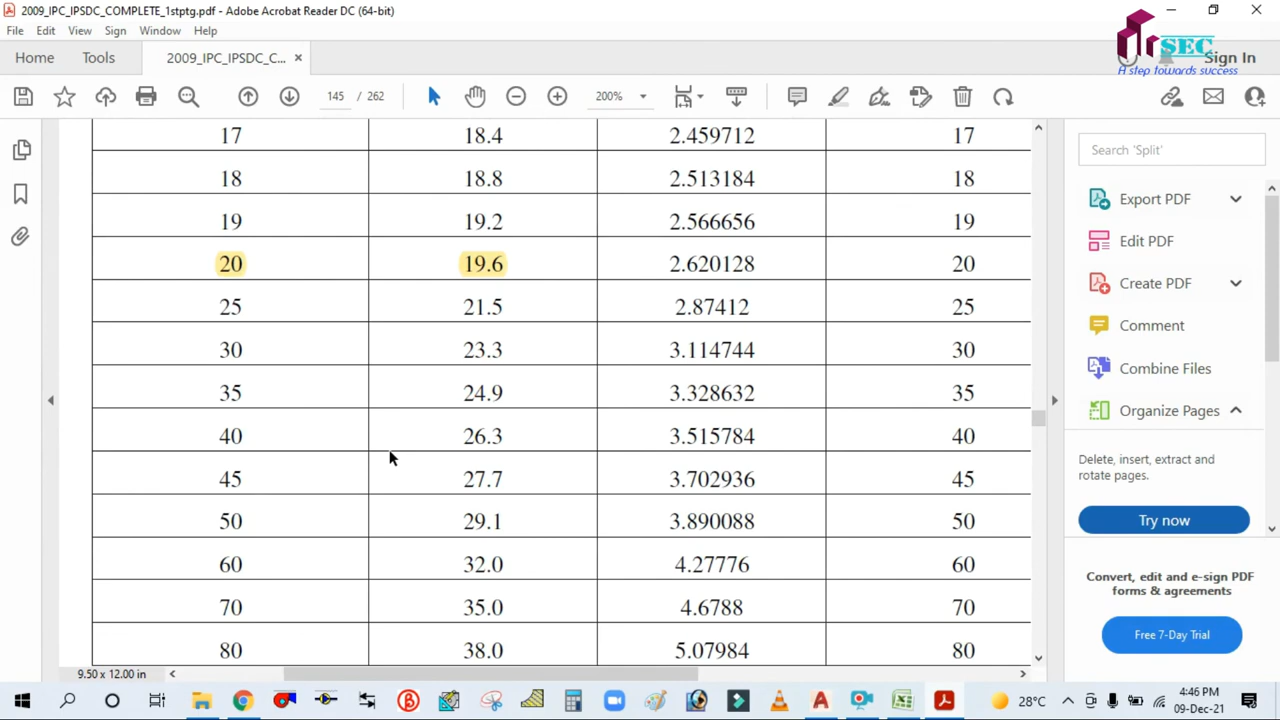 2009_IPC_IPSDC_COMPLETE_1stptg.pdf - Adobe Acrobat Reader DC (64-bit)
File Edit View Sign Window Help
SEC
A step towards success
Home Tools 2009_IPC_IPSDC_C... × Sign In
145 / 262 200%
17 18.4 2.459712 17
18 18.8 2.513184 18
19 19.2 2.566656 19
20 19.6 2.620128 20
25 21.5 2.87412 25
30 23.3 3.114744 30
35 24.9 3.328632 35
40 26.3 3.515784 40
45 27.7 3.702936 45
50 29.1 3.890088 50
60 32.0 4.27776 60
70 35.0 4.6788 70
80 38.0 5.07984 80
9.50 x 12.00 in
Search 'Split'
Export PDF
Edit PDF
Create PDF
Comment
Combine Files
Organize Pages
Delete, insert, extract and
rotate pages.
Try now
Convert, edit and e-sign PDF
forms & agreements
Free 7-Day Trial
28°C
4:46 PM
09-Dec-21